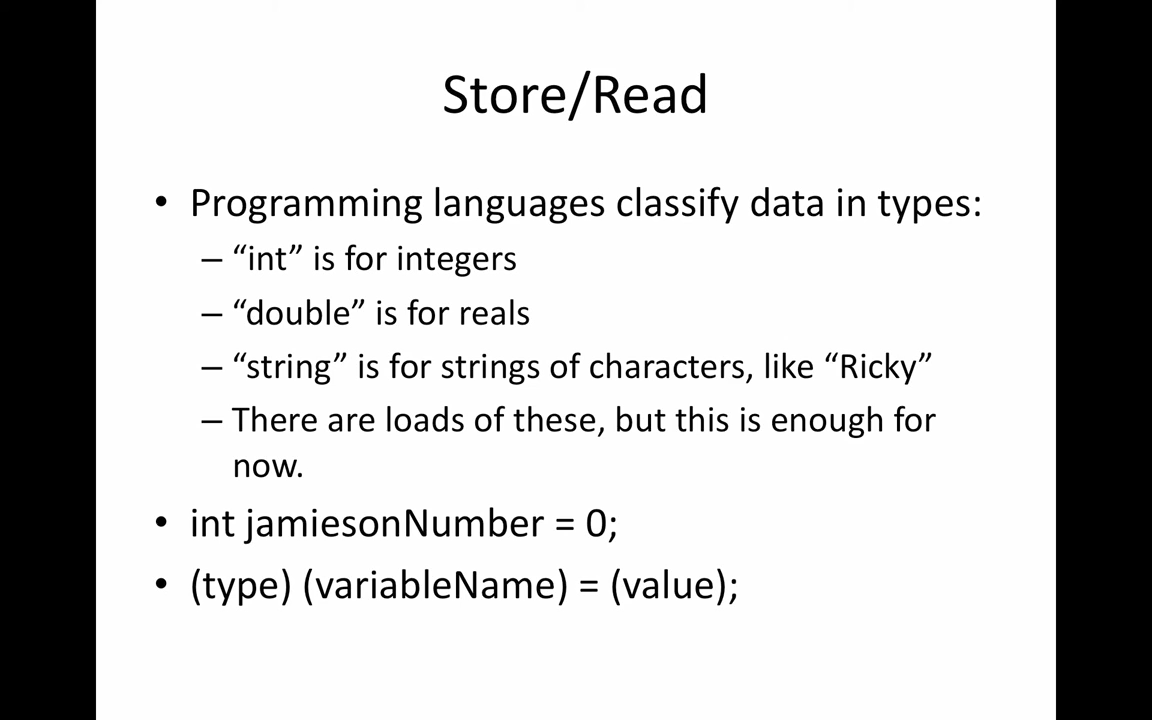 Store/Read
• Programming languages classify data in types:
– “int” is for integers
– “double” is for reals
– “string” is for strings of characters, like “Ricky”
– There are loads of these, but this is enough for
now.
• int jamiesonNumber = 0;
• (type) (variableName) = (value);